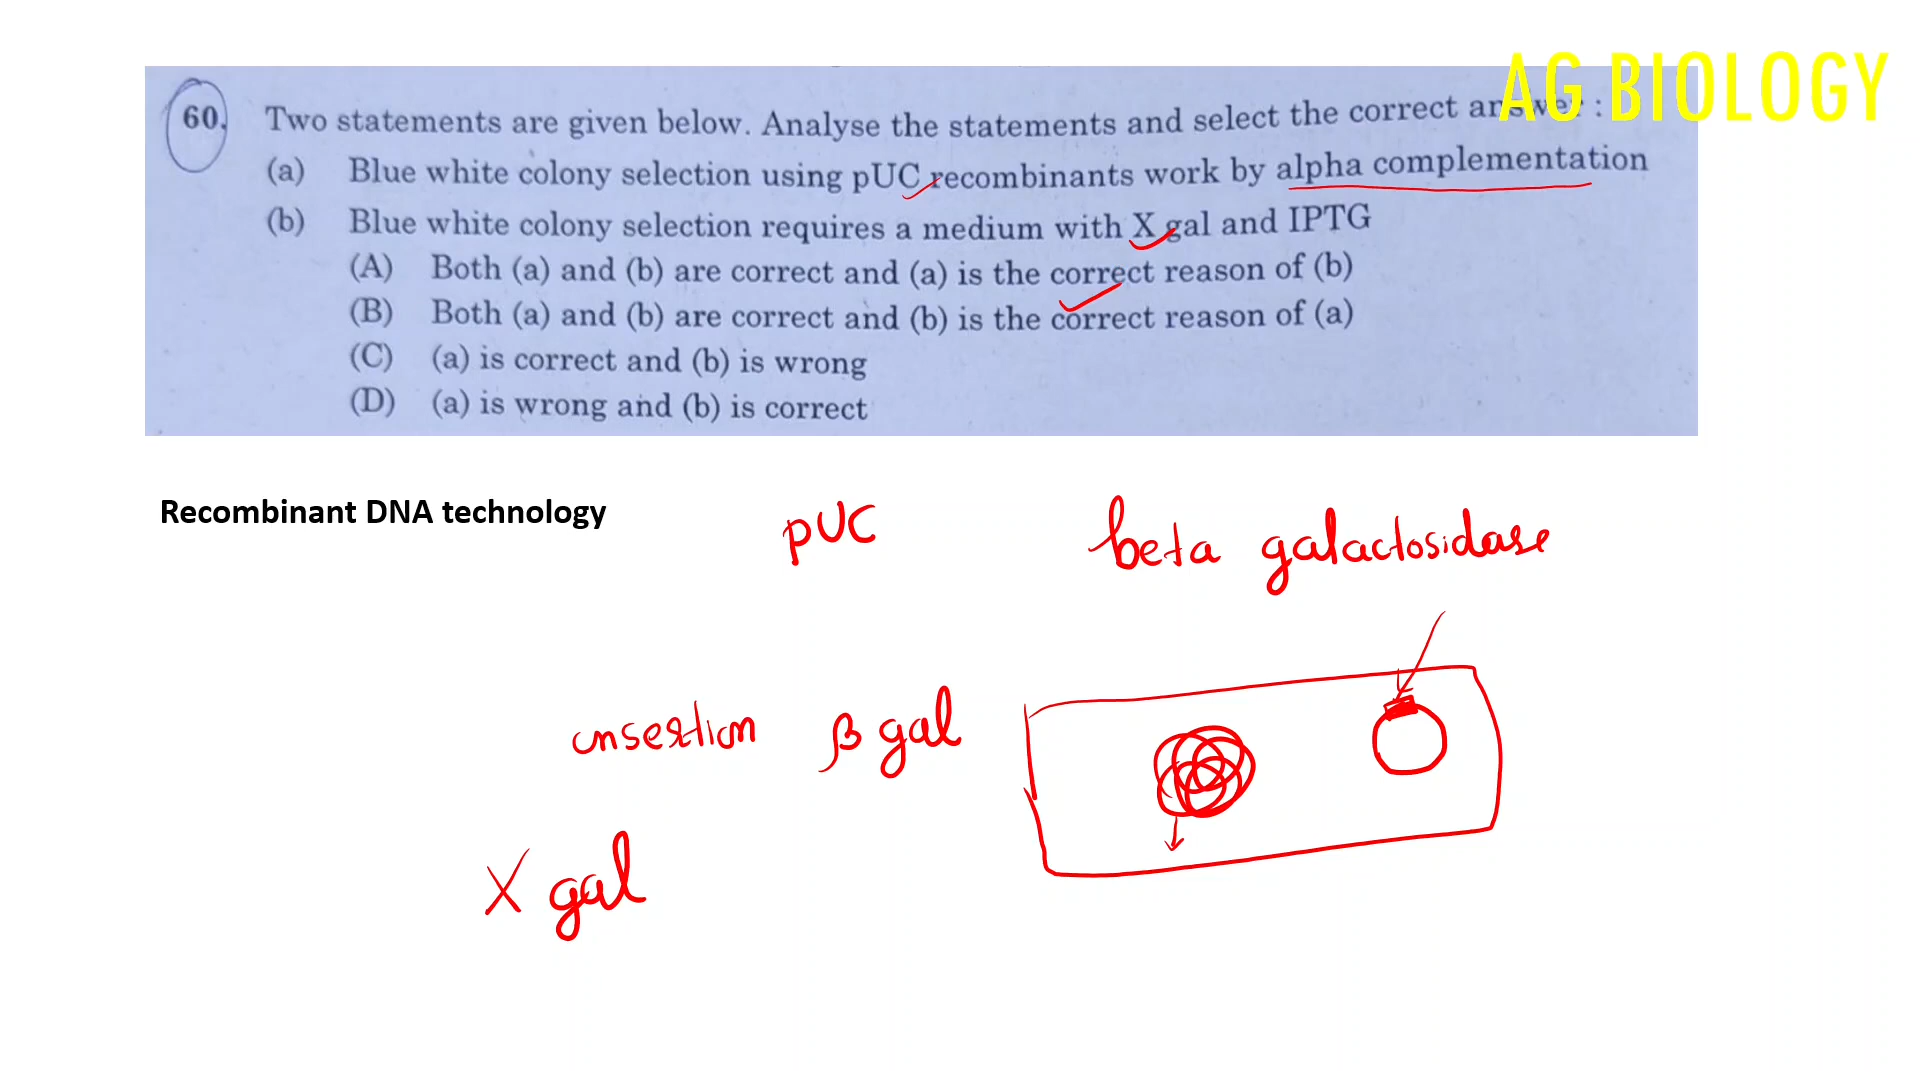 AG BIOLOGY
60. Two statements are given below. Analyse the statements and select the correct answer :
(a) Blue white colony selection using pUC recombinants work by alpha complementation
(b) Blue white colony selection requires a medium with X gal and IPTG
(A) Both (a) and (b) are correct and (a) is the correct reason of (b)
(B) Both (a) and (b) are correct and (b) is the correct reason of (a)
(C) (a) is correct and (b) is wrong
(D) (a) is wrong and (b) is correct
Recombinant DNA technology
pUC beta galactosidase
insertion β gal
X gal